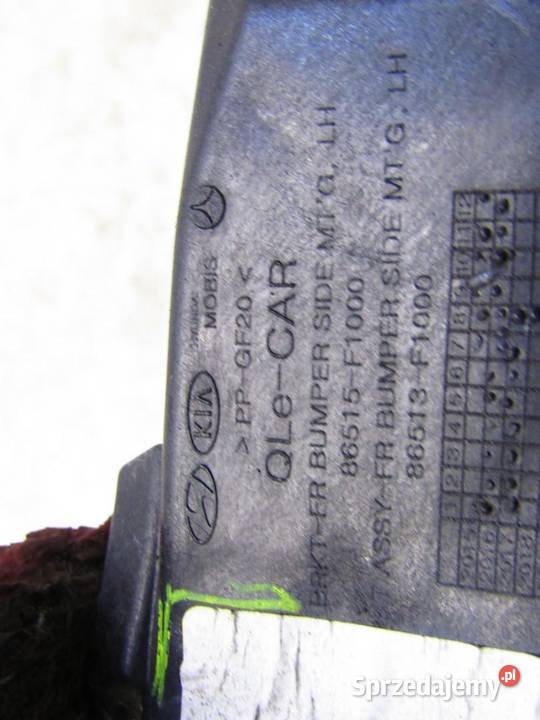 HYUNDAI
MOBIS
KIA
>PP-GF20<
QLe-CAR
BRKT-FR BUMPER SIDE MT'G, LH
86515-F1000
ASSY-FR BUMPER SIDE MT'G, LH
86513-F1000
1 2 3 4 5 6 7 8 9 10 11 12
2015
2016
2017
2018
Sprzedajemy.pl